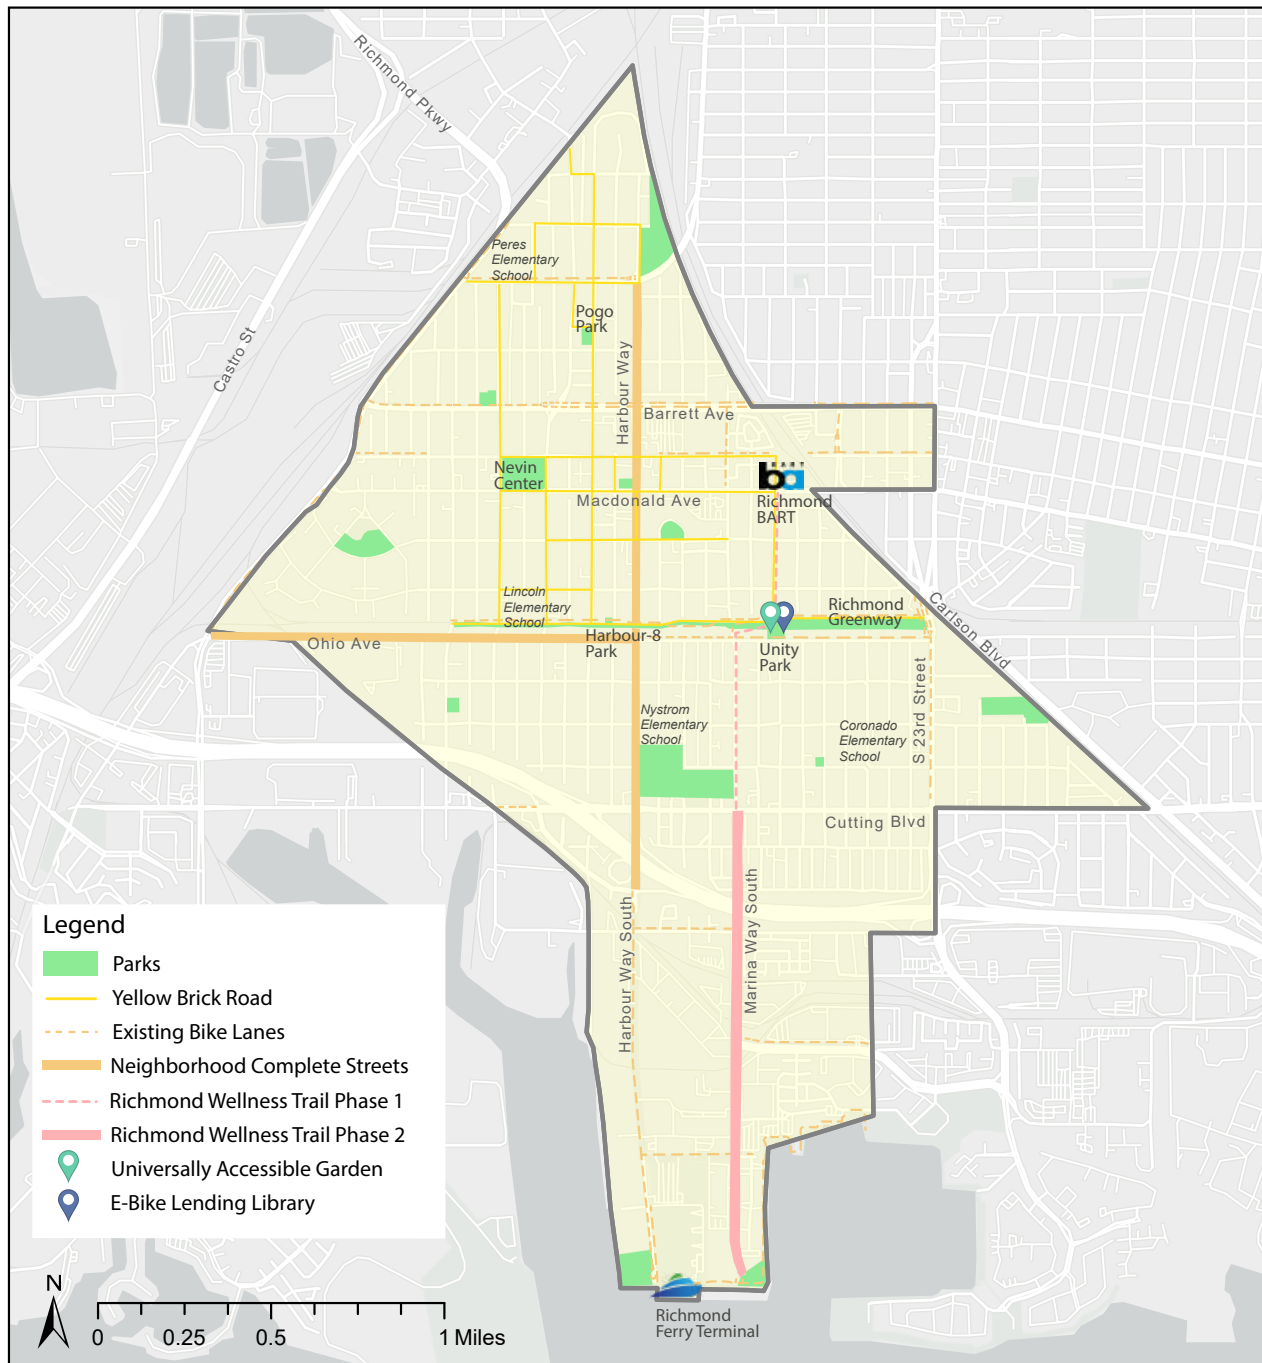 Richmond Pkwy
Castro St
Peres
Elementary
School
Pogo
Park
Harbour Way
Barrett Ave
Nevin
Center
Macdonald Ave
ba
Richmond
BART
Lincoln
Elementary
School
Richmond
Greenway
Carlson Blvd
Ohio Ave
Harbour-8
Park
Unity
Park
S 23rd Street
Nystrom
Elementary
School
Coronado
Elementary
School
Cutting Blvd
Harbour Way South
Marina Way South
Legend
Parks
Yellow Brick Road
Existing Bike Lanes
Neighborhood Complete Streets
Richmond Wellness Trail Phase 1
Richmond Wellness Trail Phase 2
Universally Accessible Garden
E-Bike Lending Library
N
0 0.25 0.5 1 Miles
Richmond
Ferry Terminal